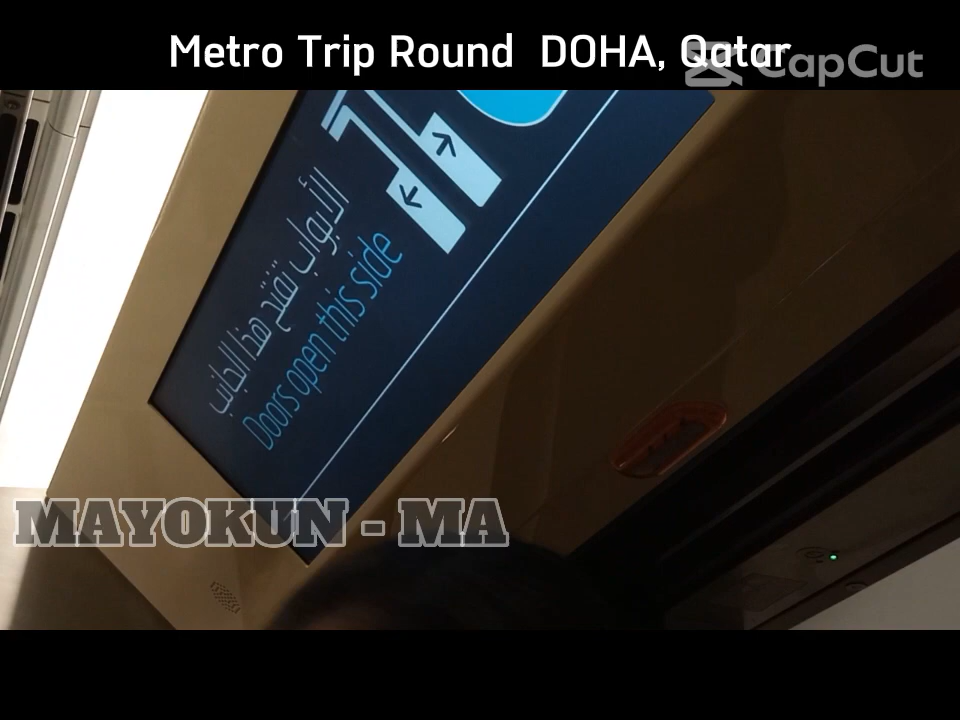 Metro Trip Round DOHA, Qatar
CapCut
الأبواب تفتح هذا الجانب
Doors open this side
MAYOKUN - MA